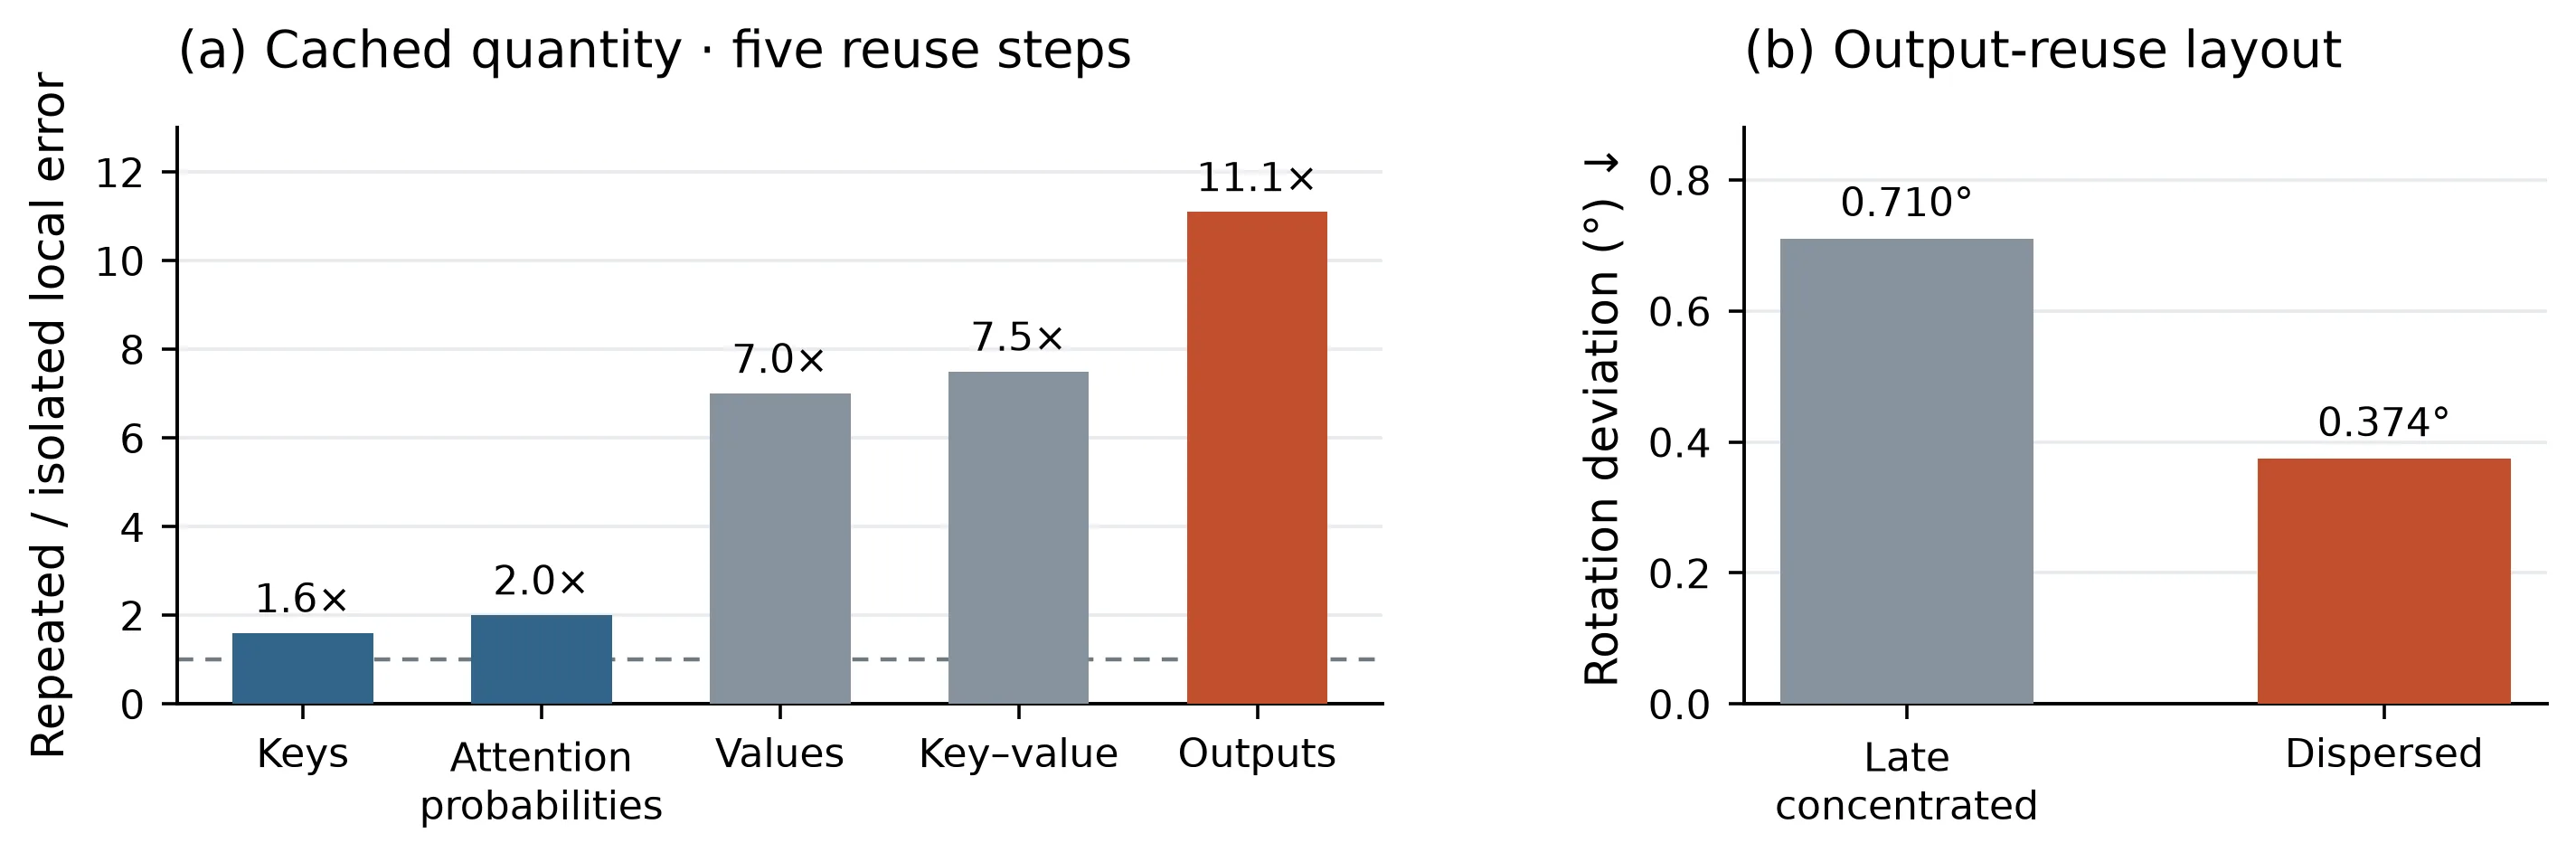 (a) Cached quantity · five reuse steps
Repeated / isolated local error
12
10
8
6
4
2
0
1.6×
2.0×
7.0×
7.5×
11.1×
Keys
Attention
probabilities
Values
Key–value
Outputs
(b) Output-reuse layout
Rotation deviation (°) →
0.8
0.6
0.4
0.2
0.0
0.710°
0.374°
Late
concentrated
Dispersed